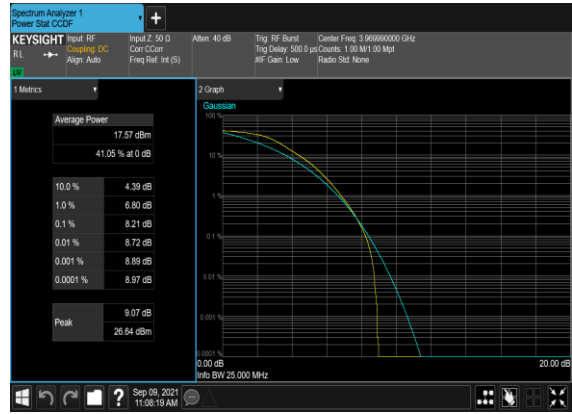 Spectrum Analyzer 1
Power Stat CCDF
KEYSIGHT Input: RF Input Z: 50 Ω Atten: 40 dB Trig: RF Burst Center Freq: 3.969990000 GHz
R L Coupling: DC Corr CCorr Trig Delay: 500.0 µs Counts: 1.00 M/1.00 Mpt
Align: Auto Freq Ref: Int (S) #IF Gain: Low Radio Std: None
1 Metrics
2 Graph
Gaussian
Average Power
17.57 dBm
41.05 % at 0 dB
10.0 % 4.39 dB
1.0 % 6.80 dB
0.1 % 8.21 dB
0.01 % 8.72 dB
0.001 % 8.89 dB
0.0001 % 8.97 dB
Peak
9.07 dB
26.64 dBm
100 %
10 %
1 %
0.1 %
0.01 %
0.001 %
0.0001 %
0.00 dB 20.00 dB
Info BW 25.000 MHz
Sep 09, 2021
11:08:19 AM